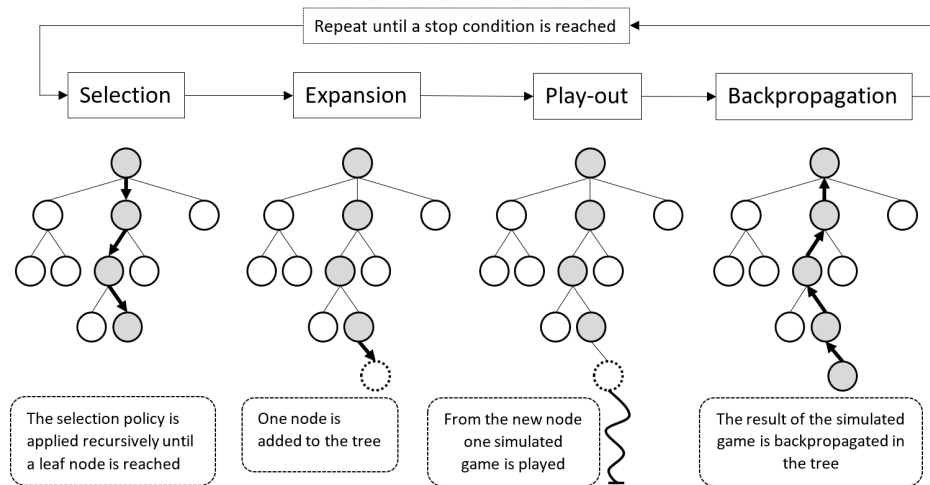 Repeat until a stop condition is reached
Selection
Expansion
Play-out
Backpropagation
The selection policy is
applied recursively until
a leaf node is reached
One node is
added to the tree
From the new node
one simulated
game is played
The result of the simulated
game is backpropagated in
the tree